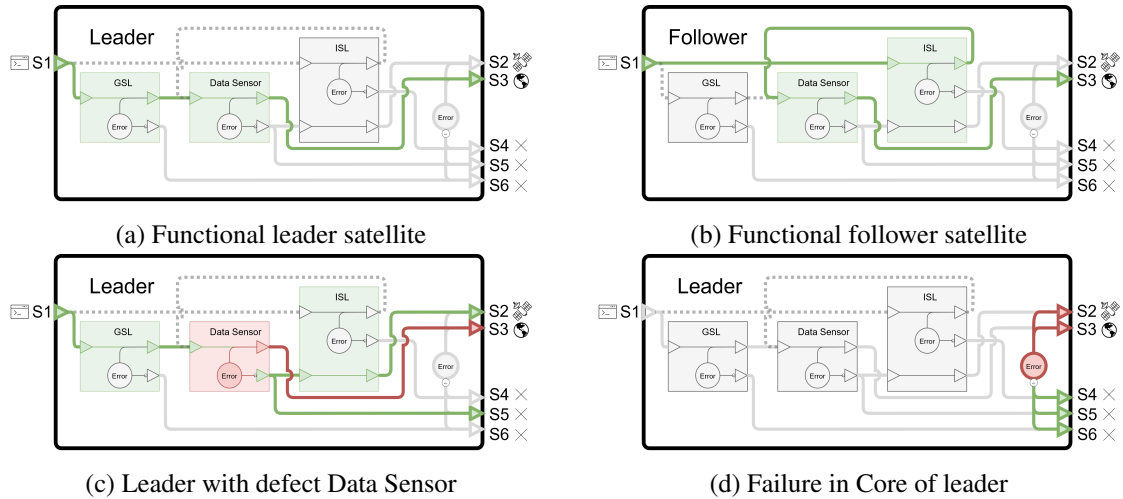 Leader
ISL
S1
S2
S3
GSL
Data Sensor
Error
Error
Error
Error
S4
S5
S6
(a) Functional leader satellite
Follower
ISL
S1
S2
S3
GSL
Data Sensor
Error
Error
Error
Error
S4
S5
S6
(b) Functional follower satellite
Leader
ISL
S1
S2
S3
GSL
Data Sensor
Error
Error
Error
Error
S4
S5
S6
(c) Leader with defect Data Sensor
Leader
ISL
S1
S2
S3
GSL
Data Sensor
Error
Error
Error
Error
S4
S5
S6
(d) Failure in Core of leader